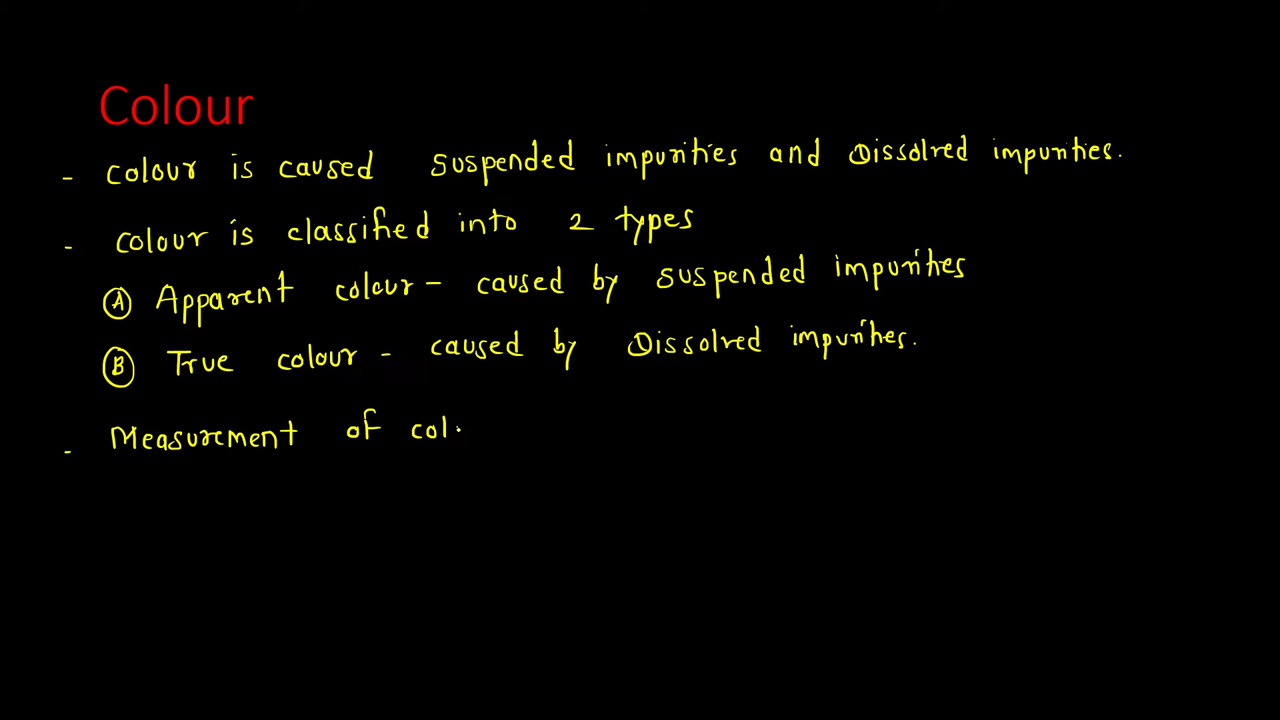 Colour
- colour is caused suspended impurities and Dissolved impurities.
- colour is classified into 2 types
(A) Apparent colour - caused by suspended impurities
(B) True colour - caused by Dissolved impurities.
- Measurement of col